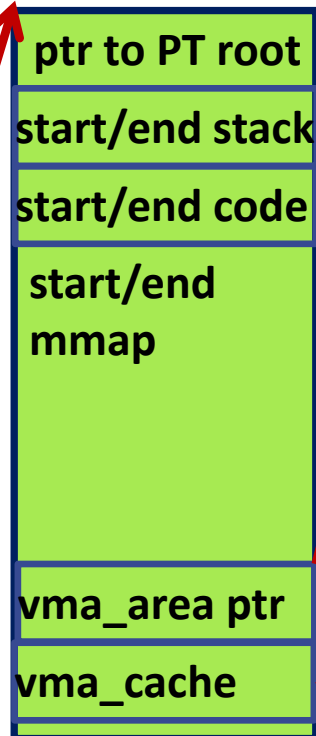 ptr to PT root
start/end stack
start/end code
start/end
mmap
vma_area ptr
vma_cache